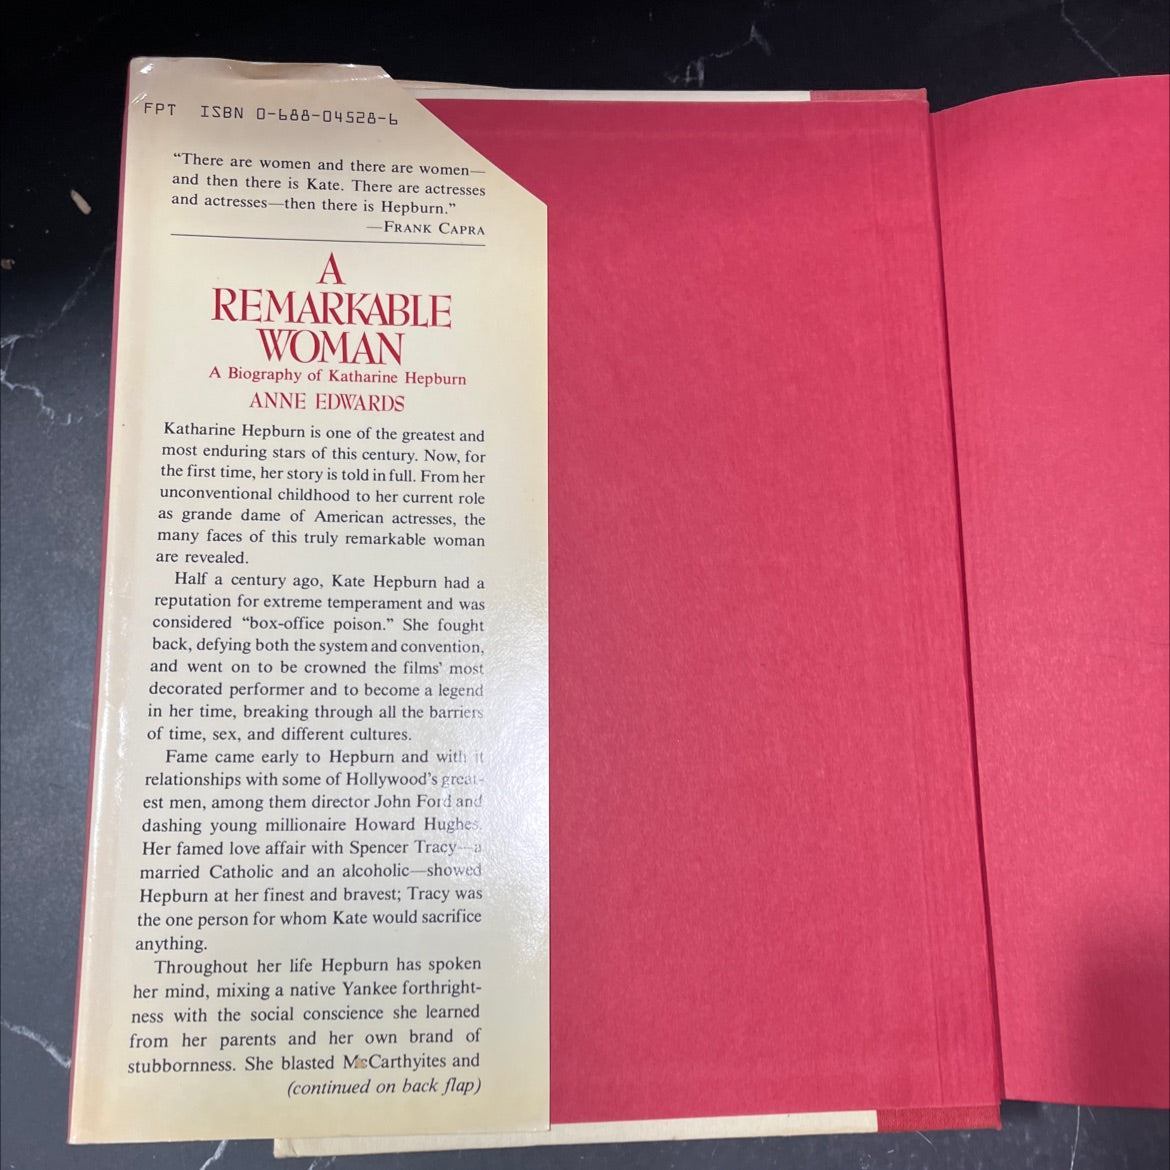 FPT ISBN 0-688-04528-6
“There are women and there are women—
and then there is Kate. There are actresses
and actresses—then there is Hepburn.”
—FRANK CAPRA
A
REMARKABLE
WOMAN
A Biography of Katharine Hepburn
ANNE EDWARDS
Katharine Hepburn is one of the greatest and
most enduring stars of this century. Now, for
the first time, her story is told in full. From her
unconventional childhood to her current role
as grande dame of American actresses, the
many faces of this truly remarkable woman
are revealed.
Half a century ago, Kate Hepburn had a
reputation for extreme temperament and was
considered “box-office poison.” She fought
back, defying both the system and convention,
and went on to be crowned the films’ most
decorated performer and to become a legend
in her time, breaking through all the barriers
of time, sex, and different cultures.
Fame came early to Hepburn and with it
relationships with some of Hollywood’s great-
est men, among them director John Ford and
dashing young millionaire Howard Hughes.
Her famed love affair with Spencer Tracy—a
married Catholic and an alcoholic—showed
Hepburn at her finest and bravest; Tracy was
the one person for whom Kate would sacrifice
anything.
Throughout her life Hepburn has spoken
her mind, mixing a native Yankee forthright-
ness with the social conscience she learned
from her parents and her own brand of
stubbornness. She blasted McCarthyites and
(continued on back flap)